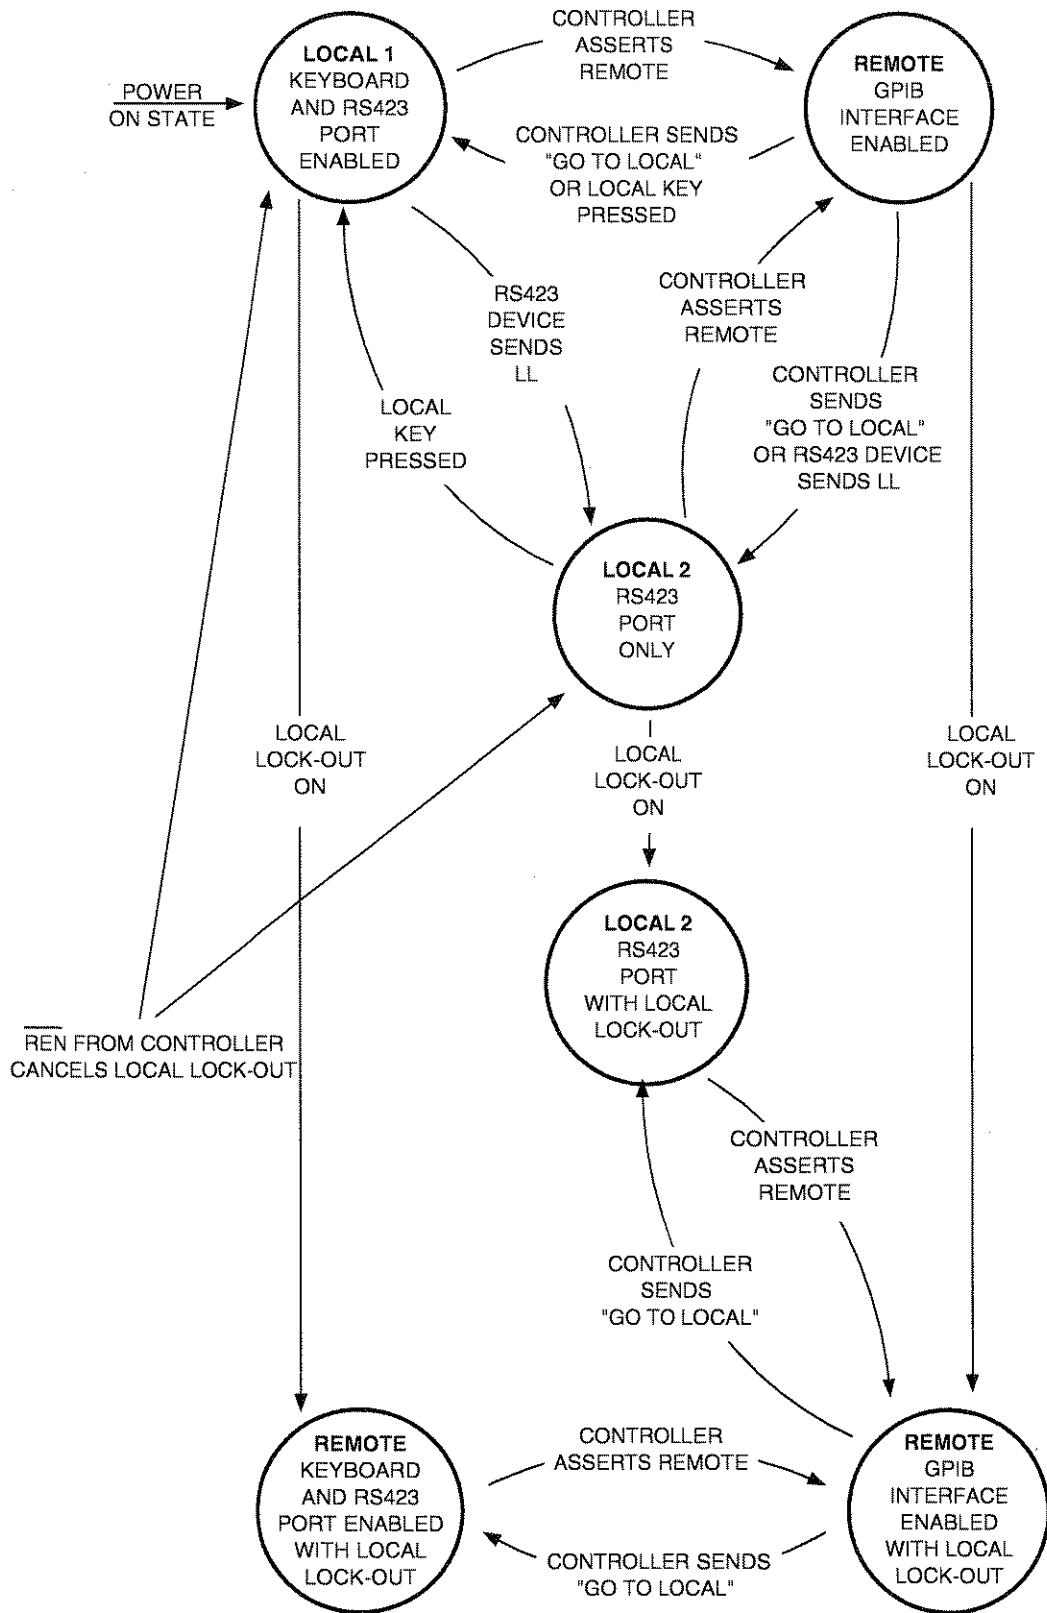 CONTROLLER
ASSERTS
REMOTE
LOCAL 1
KEYBOARD
AND RS423
PORT
ENABLED
REMOTE
GPIB
INTERFACE
ENABLED
POWER
ON STATE
CONTROLLER SENDS
"GO TO LOCAL"
OR LOCAL KEY
PRESSED
RS423
DEVICE
SENDS
LL
CONTROLLER
ASSERTS
REMOTE
CONTROLLER
SENDS
"GO TO LOCAL"
OR RS423 DEVICE
SENDS LL
LOCAL
KEY
PRESSED
LOCAL 2
RS423
PORT
ONLY
LOCAL
LOCK-OUT
ON
LOCAL
LOCK-OUT
ON
LOCAL
LOCK-OUT
ON
LOCAL 2
RS423
PORT
WITH LOCAL
LOCK-OUT
REN FROM CONTROLLER
CANCELS LOCAL LOCK-OUT
CONTROLLER
ASSERTS
REMOTE
CONTROLLER
SENDS
"GO TO LOCAL"
REMOTE
KEYBOARD
AND RS423
PORT ENABLED
WITH LOCAL
LOCK-OUT
CONTROLLER
ASSERTS REMOTE
CONTROLLER SENDS
"GO TO LOCAL"
REMOTE
GPIB
INTERFACE
ENABLED
WITH LOCAL
LOCK-OUT